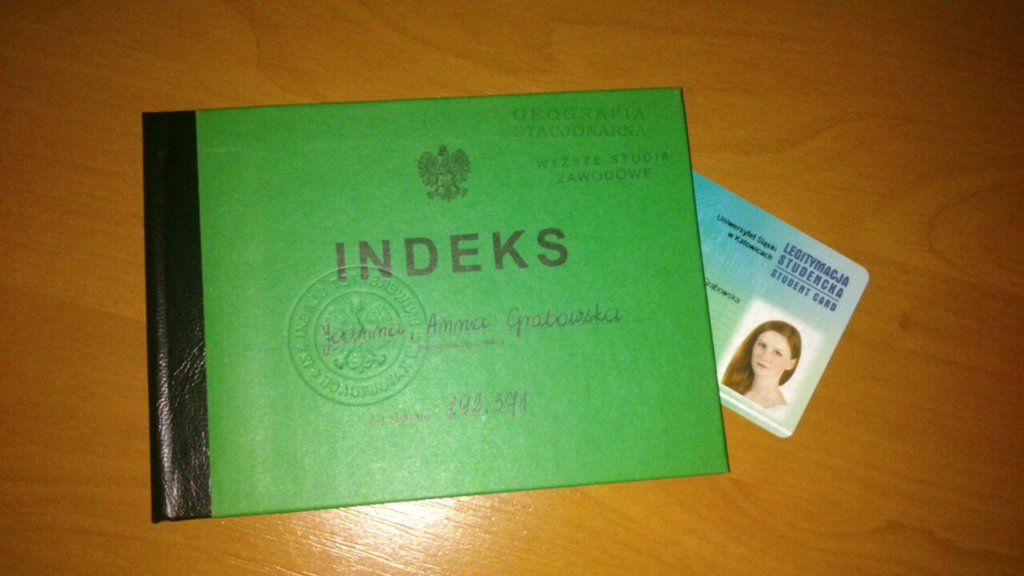 GEOGRAFIA
STACJONARNA
WYŻSZE STUDIA
ZAWODOWE
INDEKS
Joanna, Anna Grabowska
292.371
Uniwersytet Śląski
w Katowicach
LEGITYMACJA
STUDENCKA
STUDENT CARD
Grabowska